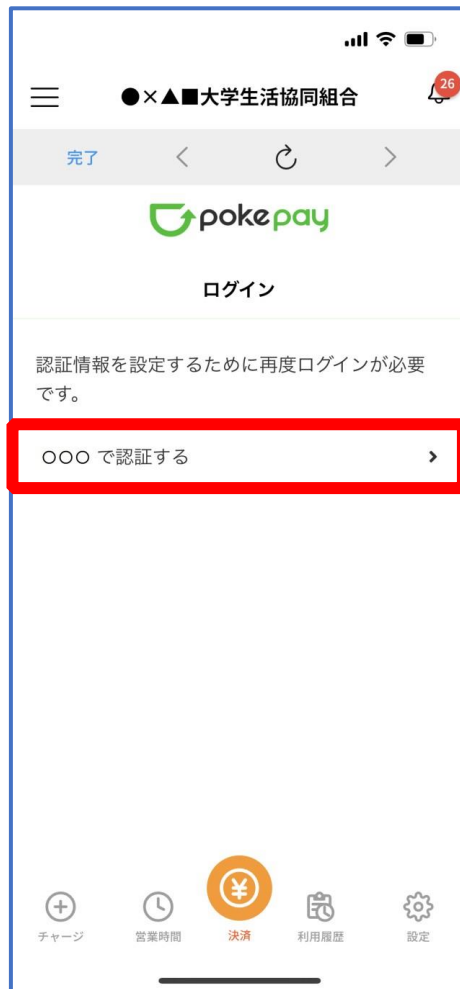 ●×▲■大学生活協同組合
26
完了
pokepay
ログイン
認証情報を設定するために再度ログインが必要
です。
○○○ で認証する
チャージ
営業時間
決済
利用履歴
設定